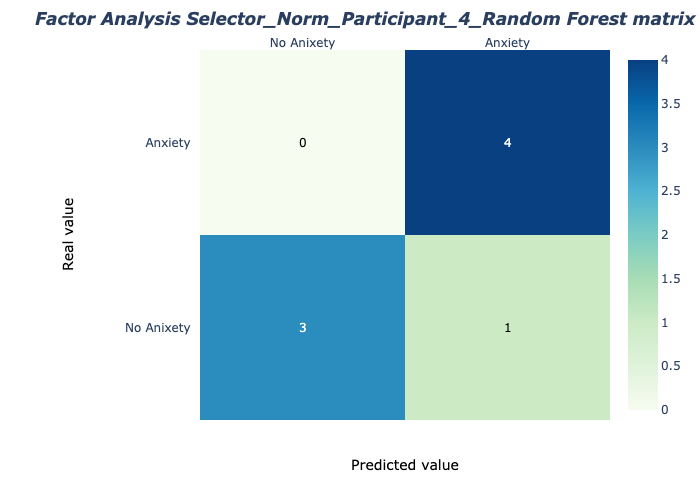 Factor Analysis Selector_Norm_Participant_4_Random Forest matrix
No Anixety
Anxiety
4
3.5
3
2.5
2
1.5
1
0.5
0
Anxiety
0
4
Real value
No Anixety
3
1
Predicted value